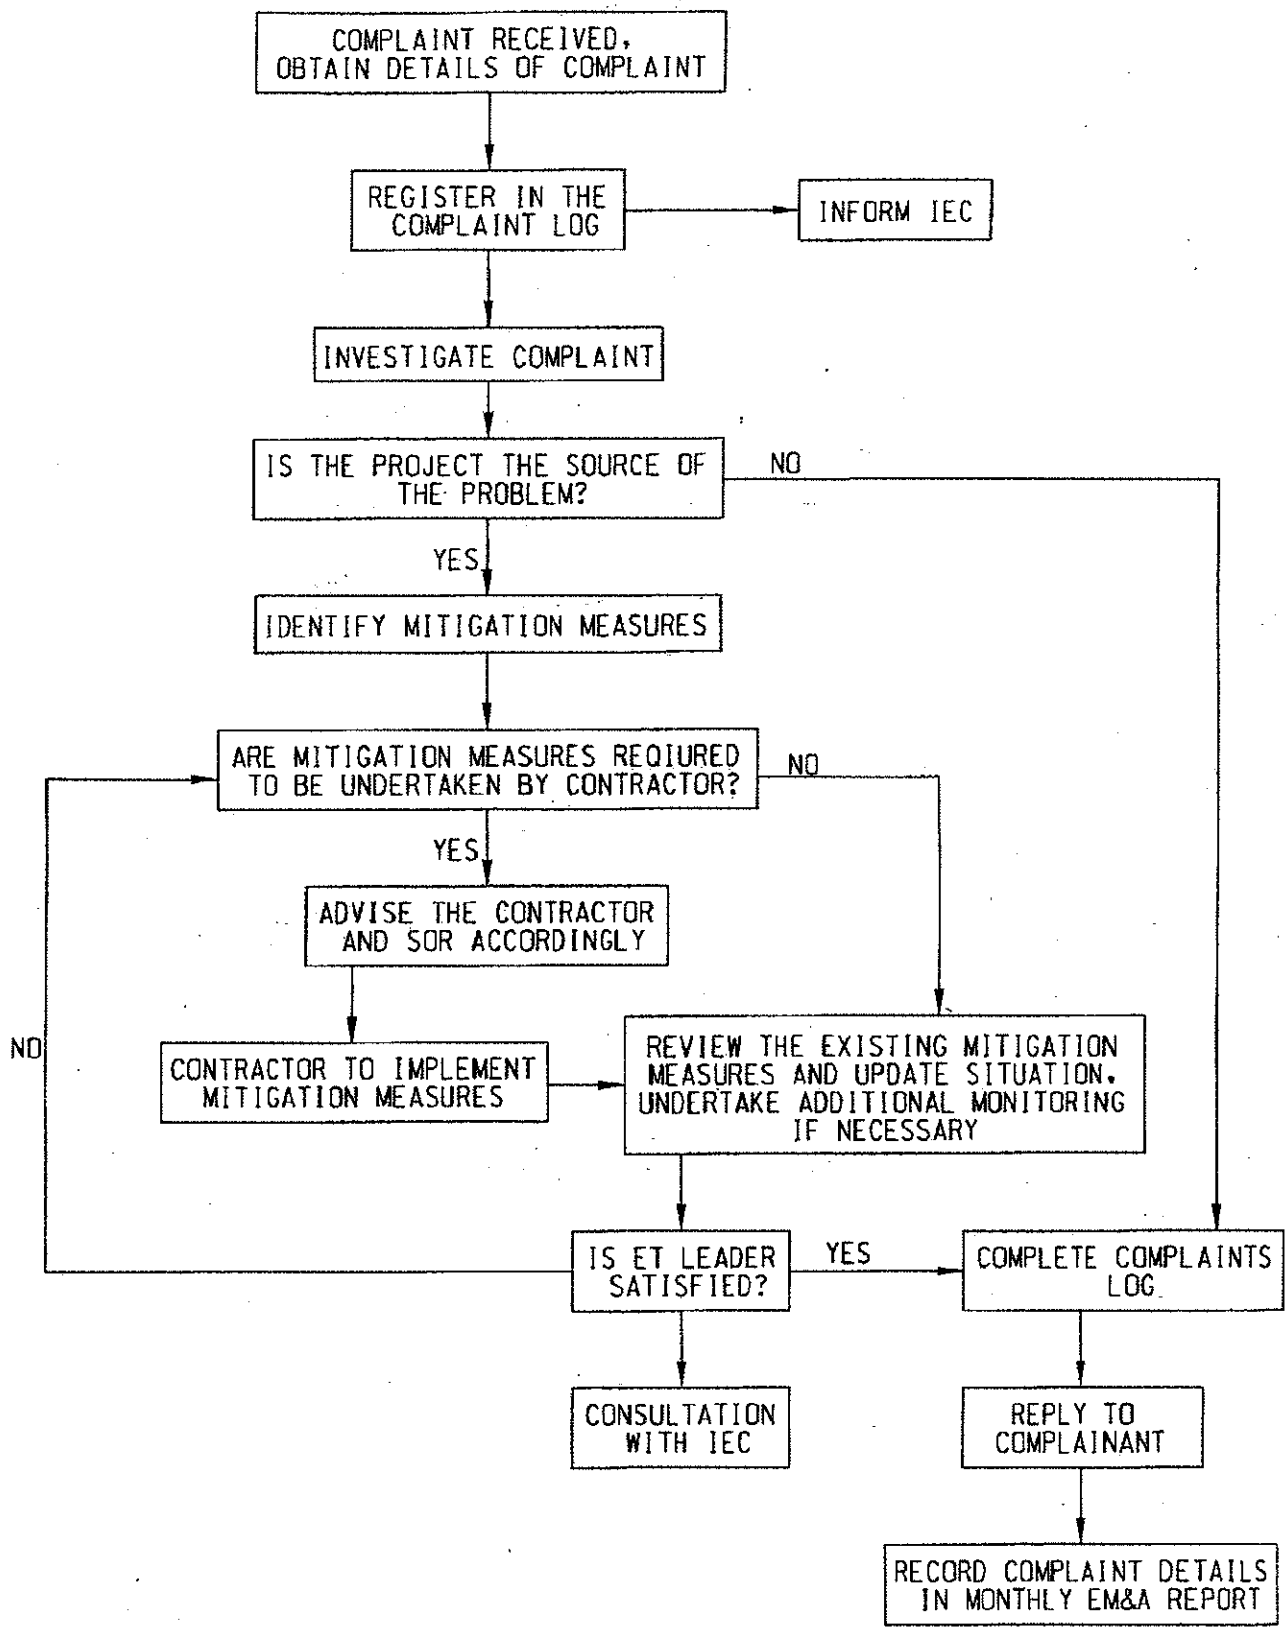 COMPLAINT RECEIVED,
OBTAIN DETAILS OF COMPLAINT
REGISTER IN THE
COMPLAINT LOG
INFORM IEC
INVESTIGATE COMPLAINT
IS THE PROJECT THE SOURCE OF
THE PROBLEM?
NO
YES
IDENTIFY MITIGATION MEASURES
ARE MITIGATION MEASURES REQIURED
TO BE UNDERTAKEN BY CONTRACTOR?
NO
YES
ADVISE THE CONTRACTOR
AND SOR ACCORDINGLY
NO
CONTRACTOR TO IMPLEMENT
MITIGATION MEASURES
REVIEW THE EXISTING MITIGATION
MEASURES AND UPDATE SITUATION.
UNDERTAKE ADDITIONAL MONITORING
IF NECESSARY
IS ET LEADER
SATISFIED?
YES
COMPLETE COMPLAINTS
LOG
CONSULTATION
WITH IEC
REPLY TO
COMPLAINANT
RECORD COMPLAINT DETAILS
IN MONTHLY EM&A REPORT